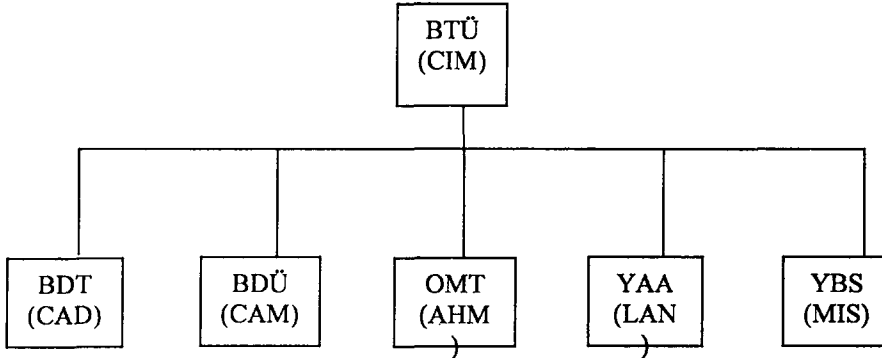 BTÜ
(CIM)
BDT
(CAD)
BDÜ
(CAM)
OMT
(AHM
)
YAA
(LAN
)
YBS
(MIS)